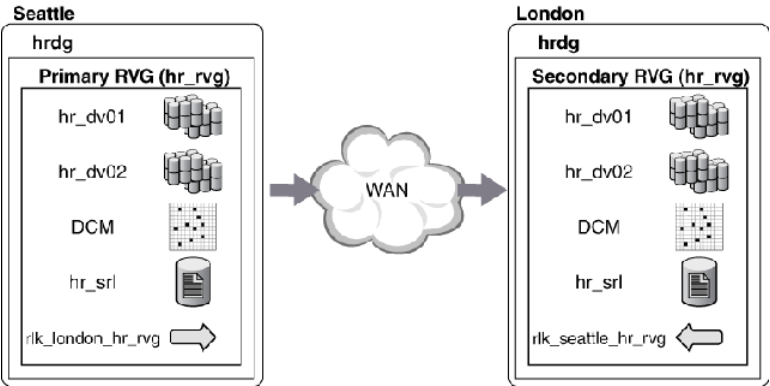 Seattle
hrdg
Primary RVG (hr_rvg)
hr_dv01
hr_dv02
DCM
hr_srl
rlk_london_hr_rvg
WAN
London
hrdg
Secondary RVG (hr_rvg)
hr_dv01
hr_dv02
DCM
hr_srl
rlk_seattle_hr_rvg